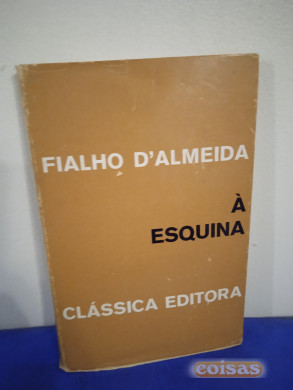 FIALHO D'ALMEIDA
À
ESQUINA
CLÁSSICA EDITORA
coisas